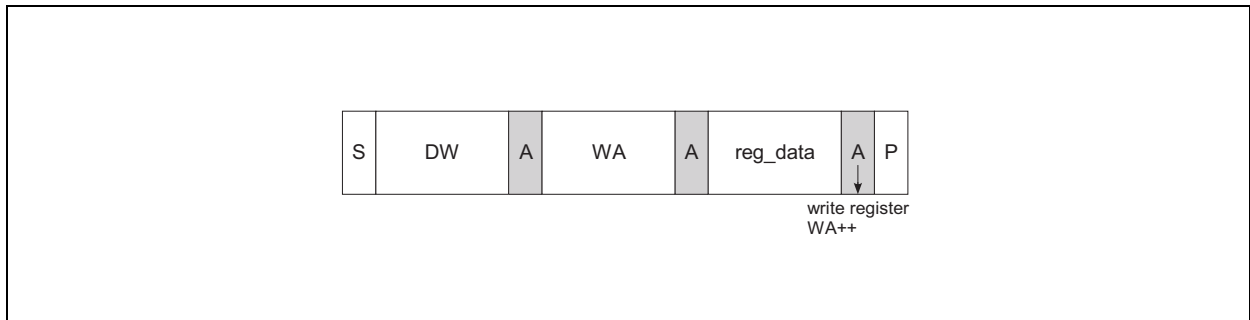 S DW A WA A reg_data A P
write register
WA++